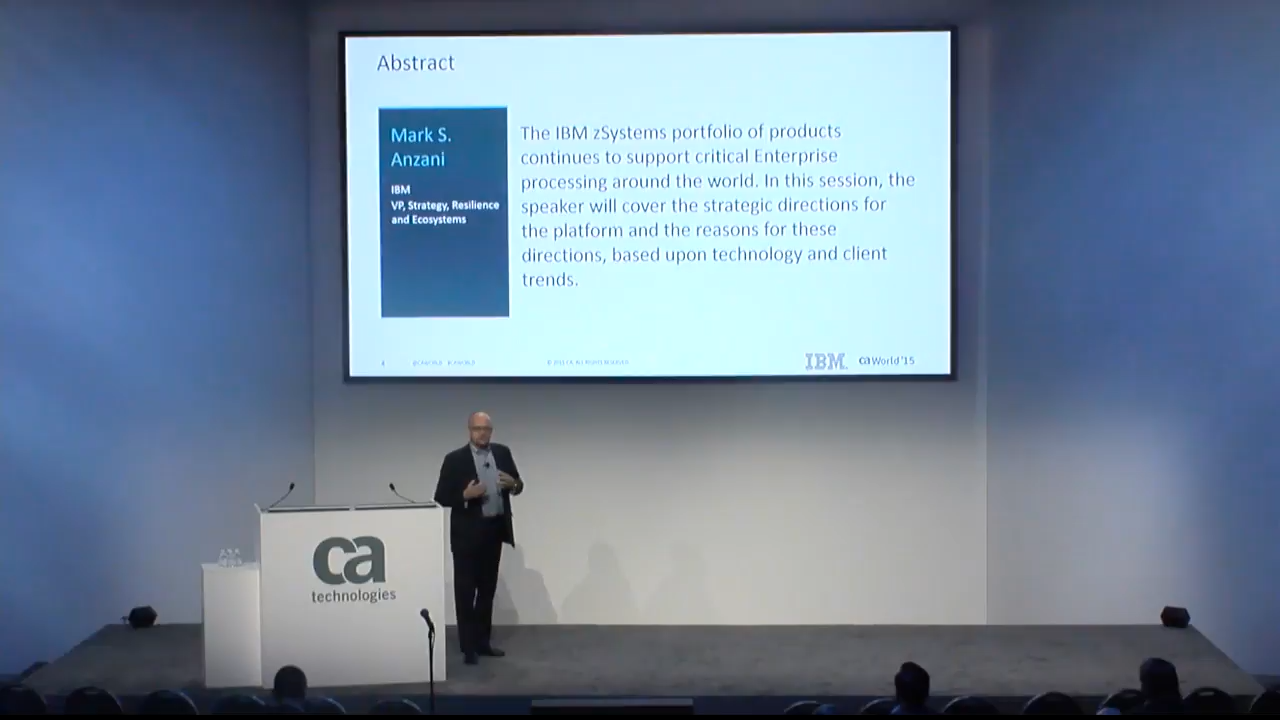 Abstract
Mark S.
Anzani
IBM
VP, Strategy, Resilience
and Ecosystems
The IBM zSystems portfolio of products
continues to support critical Enterprise
processing around the world. In this session, the
speaker will cover the strategic directions for
the platform and the reasons for these
directions, based upon technology and client
trends.
IBM
ca World '15
ca
technologies